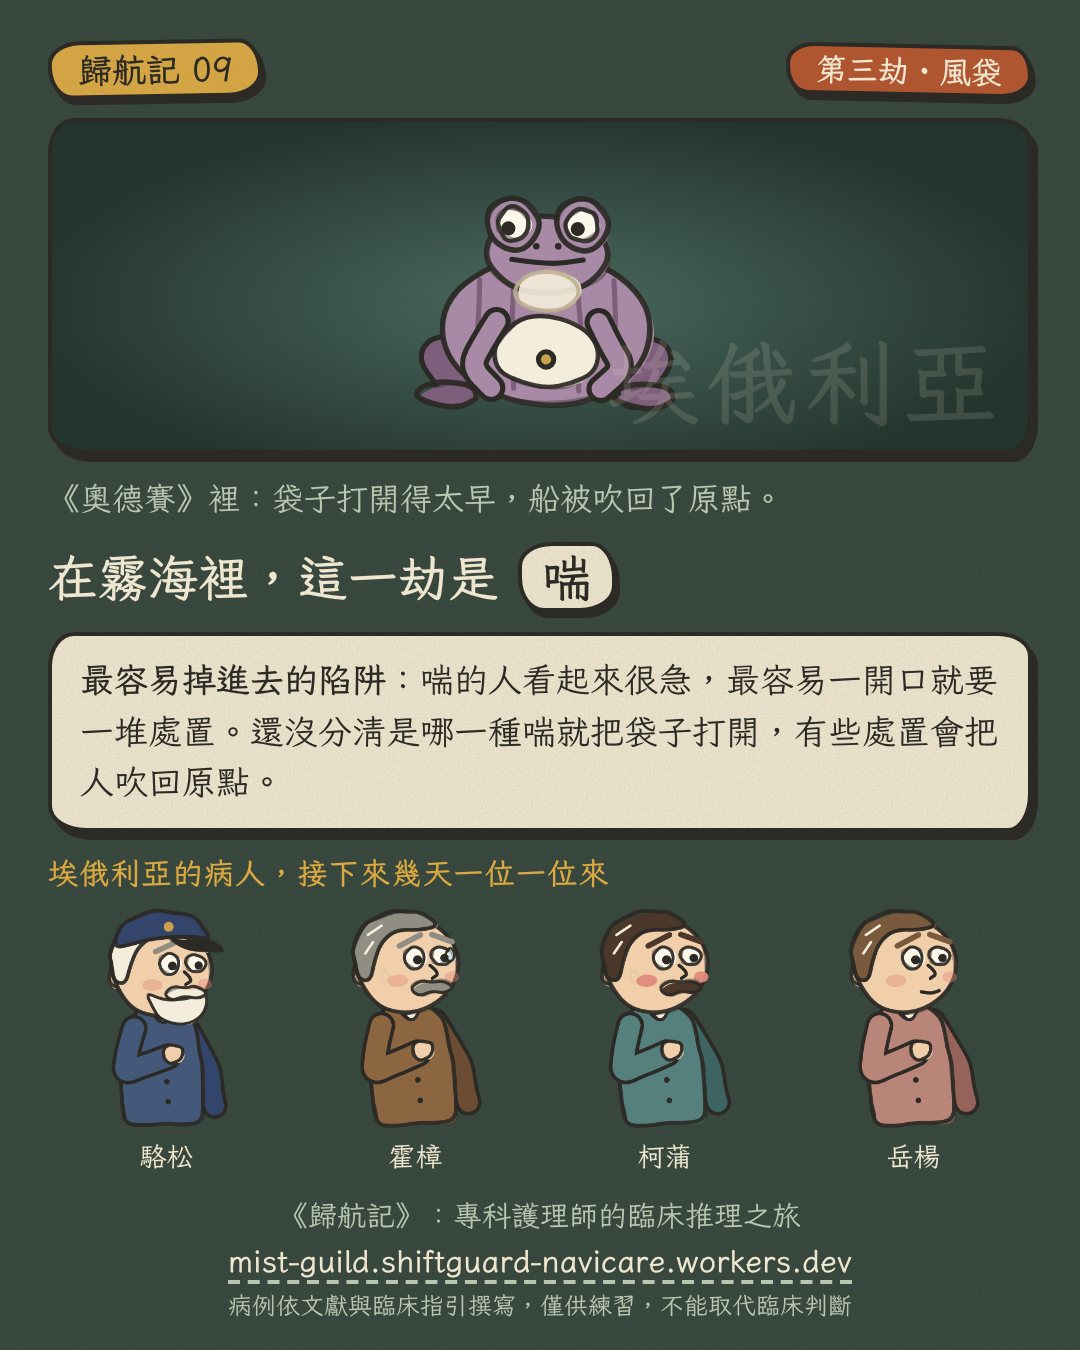 歸航記 09
第三劫・風袋
埃俄利亞
《奧德賽》裡：袋子打開得太早，船被吹回了原點。
在霧海裡，這一劫是 喘
最容易掉進去的陷阱：喘的人看起來很急，最容易一開口就要
一堆處置。還沒分清是哪一種喘就把袋子打開，有些處置會把
人吹回原點。
埃俄利亞的病人，接下來幾天一位一位來
駱松
霍樟
柯蒲
岳楊
《歸航記》：專科護理師的臨床推理之旅
mist-guild.shiftguard-navicare.workers.dev
病例依文獻與臨床指引撰寫，僅供練習，不能取代臨床判斷